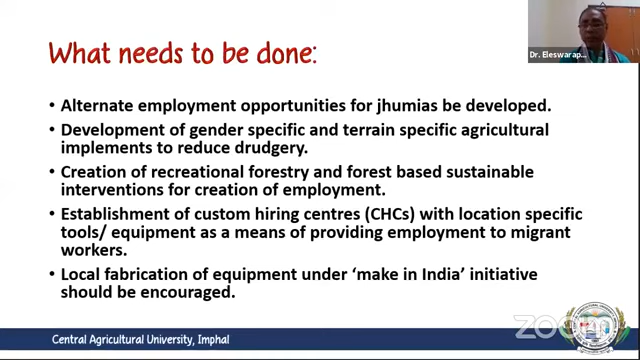 What needs to be done:
Dr. Eleswarap...
• Alternate employment opportunities for jhumias be developed.
• Development of gender specific and terrain specific agricultural
implements to reduce drudgery.
• Creation of recreational forestry and forest based sustainable
interventions for creation of employment.
• Establishment of custom hiring centres (CHCs) with location specific
tools/ equipment as a means of providing employment to migrant
workers.
• Local fabrication of equipment under ‘make in India’ initiative
should be encouraged.
Central Agricultural University, Imphal
zoom